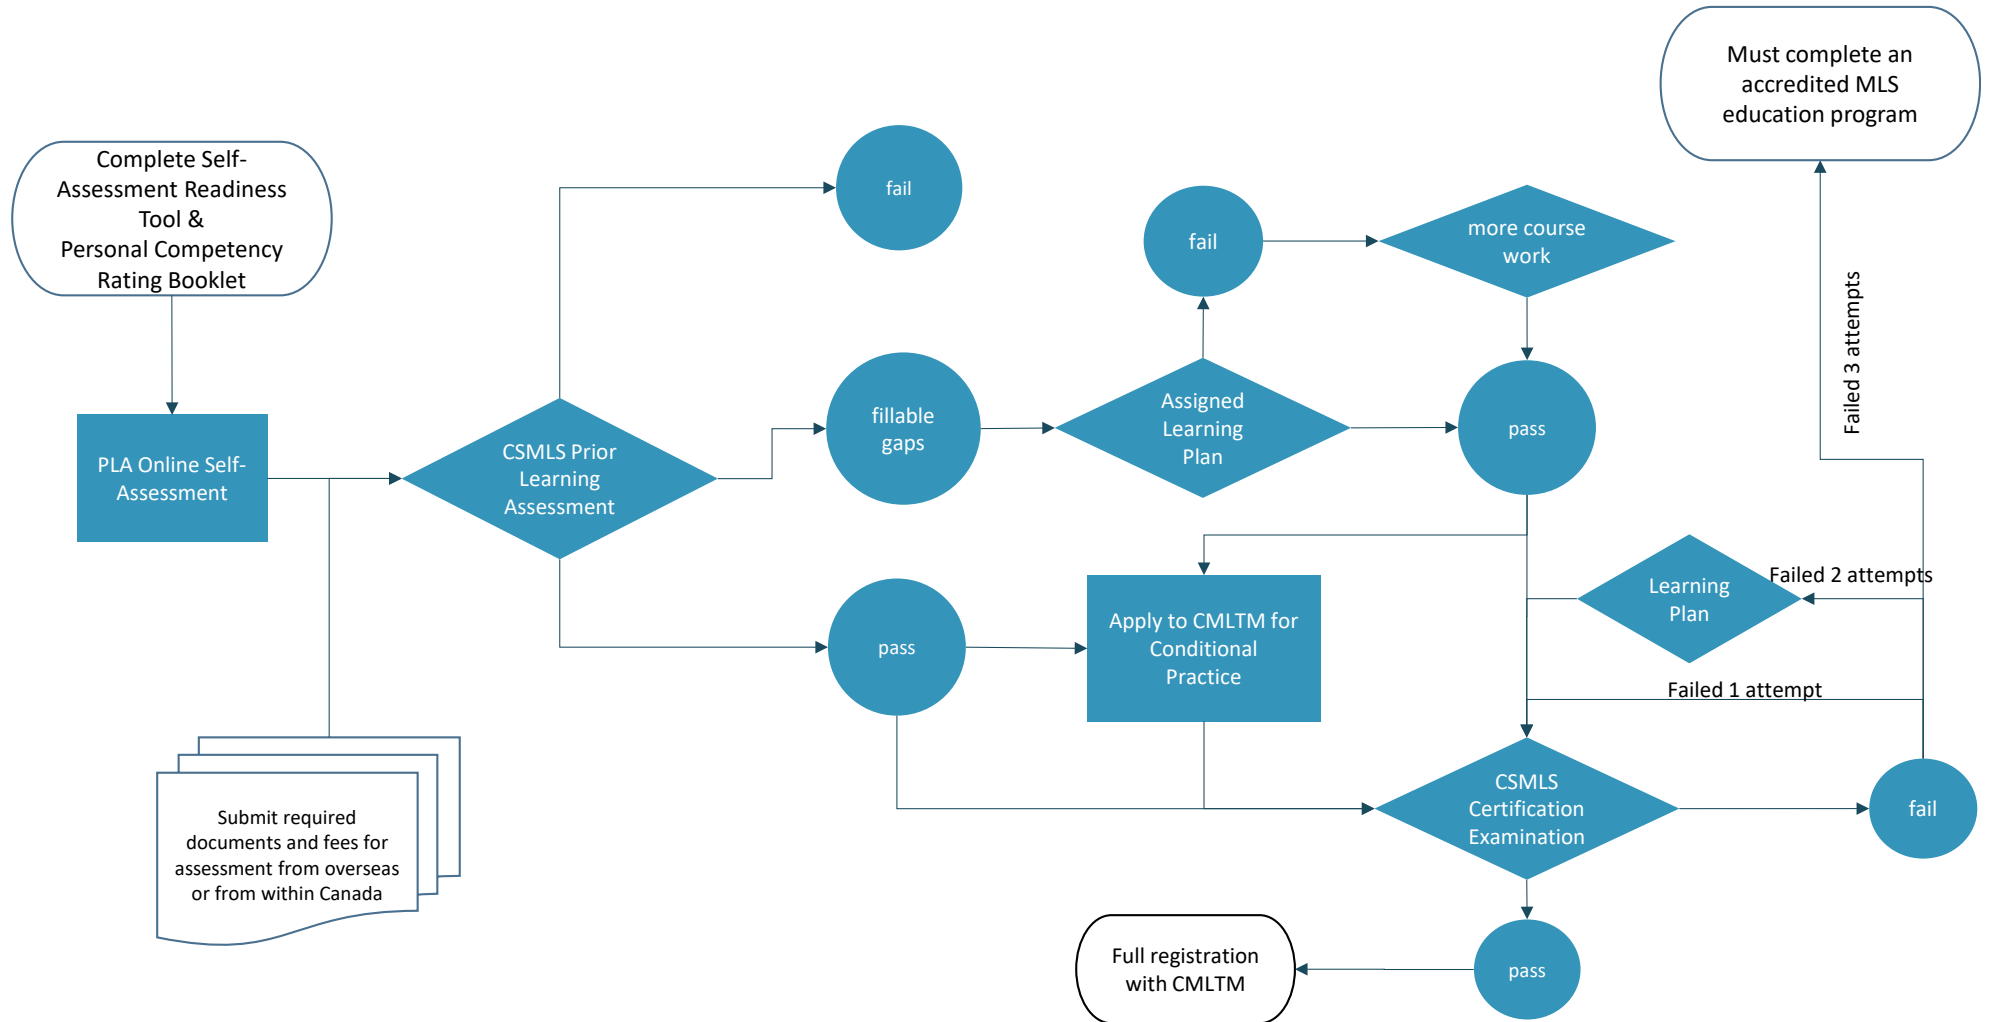 Complete Self-
Assessment Readiness
Tool &
Personal Competency
Rating Booklet
PLA Online Self-
Assessment
Submit required
documents and fees for
assessment from overseas
or from within Canada
CSMLS Prior
Learning
Assessment
fail
fillable
gaps
pass
Assigned
Learning
Plan
fail
more course
work
pass
Apply to CMLTM for
Conditional
Practice
Learning
Plan
Failed 2 attempts
Failed 1 attempt
Failed 3 attempts
Must complete an
accredited MLS
education program
CSMLS
Certification
Examination
fail
pass
Full registration
with CMLTM